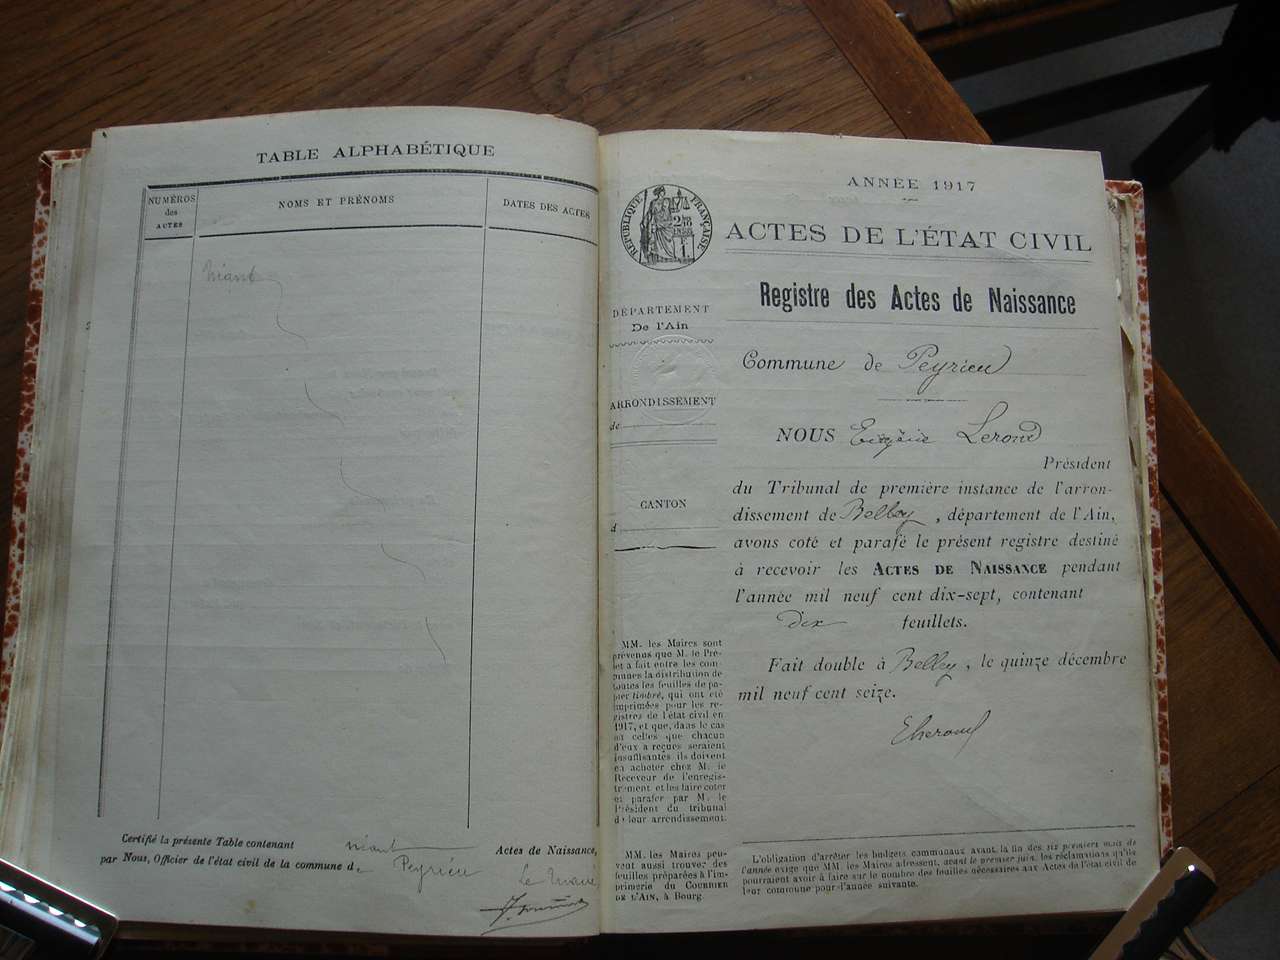 TABLE ALPHABÉTIQUE
NUMÉROS
des
ACTES
NOMS ET PRÉNOMS
DATES DES ACTES
Néant
Certifié la présente Table contenant néant Actes de Naissance,
par Nous, Officier de l'état civil de la commune de Peyrieu
Le Maire
ANNÉE 1917
RÉPUBLIQUE FRANÇAISE
ACTES DE L'ÉTAT CIVIL
Registre des Actes de Naissance
DÉPARTEMENT
De l'Ain
ARRONDISSEMENT
de
CANTON
d
MM. les Maires sont
prévenus que M. le Pré-
fet a fait entre les com-
munes la distribution de
toutes les feuilles de pa-
pier timbré, qui ont été
imprimées pour les re-
gistres de l'état civil en
1917, et que, dans le cas
où celles que chacun
d'eux a reçues seraient
insuffisantes ils doivent
en acheter chez M. le
Receveur de l'enregis-
trement et les faire coter
et parafer par M. le
Président du tribunal
de leur arrondissement.
MM. les Maires peu-
vent aussi trouver des
feuilles préparées à l'im-
primerie du COURRIER
DE L'AIN, à Bourg.
Commune de Peyrieu
NOUS Eugène Lerond
Président
du Tribunal de première instance de l'arron-
dissement de Belley, département de l'Ain,
avons coté et parafé le présent registre destiné
à recevoir les ACTES DE NAISSANCE pendant
l'année mil neuf cent dix-sept, contenant
dix feuillets.
Fait double à Belley, le quinze décembre
mil neuf cent seize.
L'obligation d'arrêter les budgets communaux avant la fin des six premiers mois de
l'année exige que MM. les Maires adressent, avant le premier juin, les réclamations qu'ils
pourraient avoir à faire sur le nombre des feuilles nécessaires aux Actes de l'état civil de
leur commune pour l'année suivante.